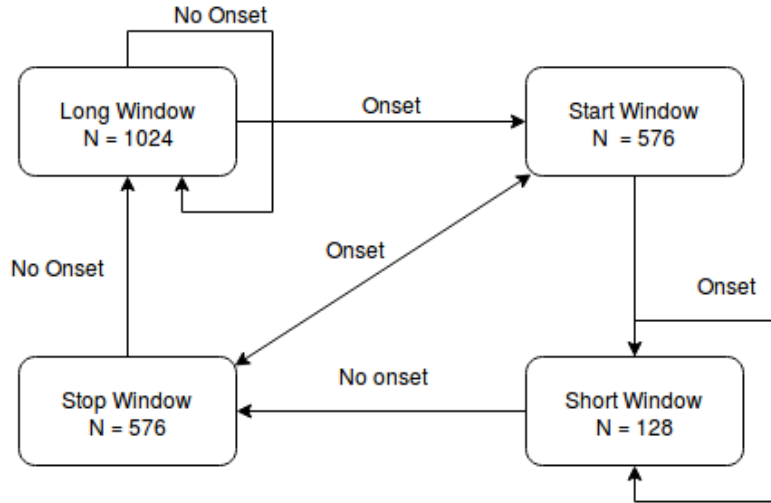 No Onset
Long Window
N = 1024
Onset
Start Window
N = 576
No Onset
Onset
Onset
Stop Window
N = 576
No onset
Short Window
N = 128